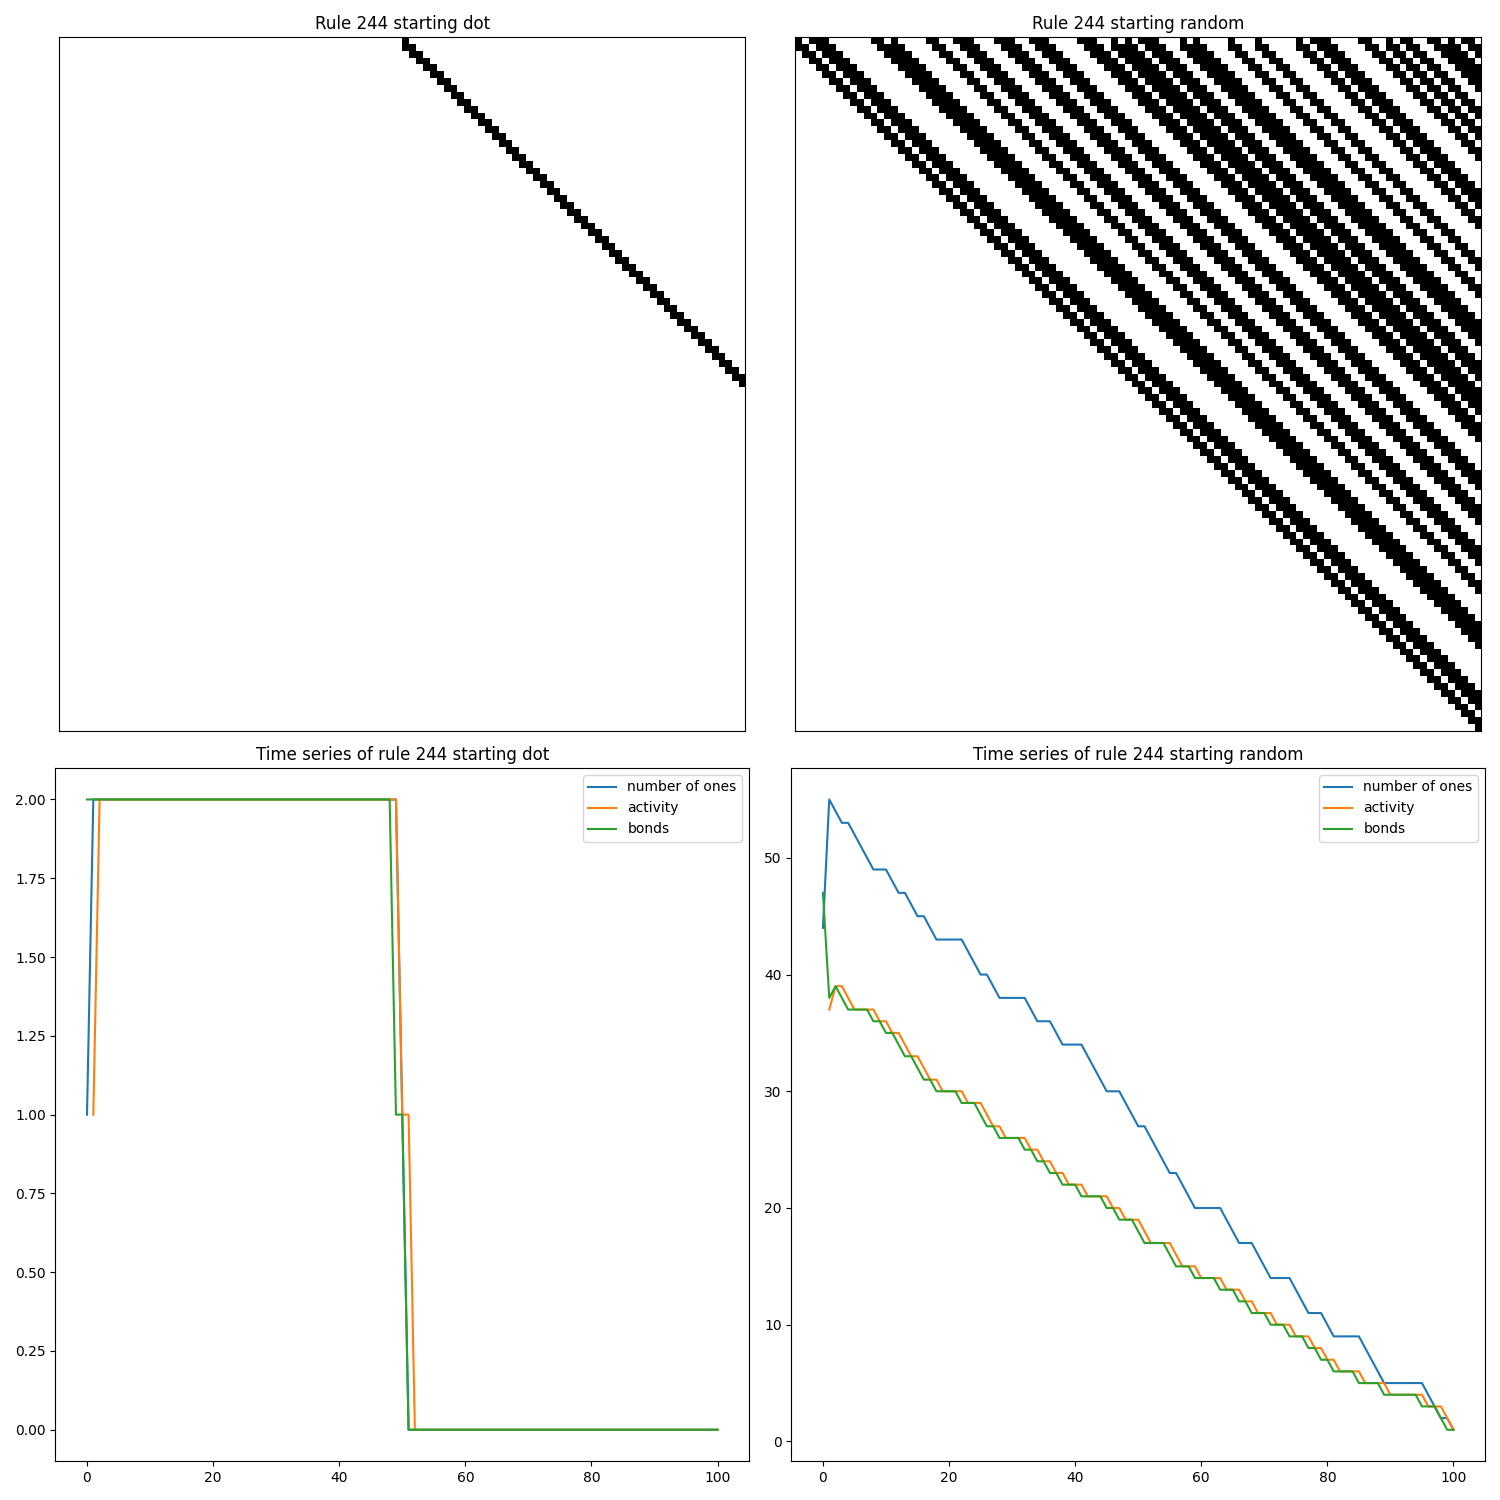 Rule 244 starting dot
Rule 244 starting random
Time series of rule 244 starting dot
number of ones
activity
bonds
2.00
1.75
1.50
1.25
1.00
0.75
0.50
0.25
0.00
0 20 40 60 80 100
Time series of rule 244 starting random
number of ones
activity
bonds
50
40
30
20
10
0
0 20 40 60 80 100